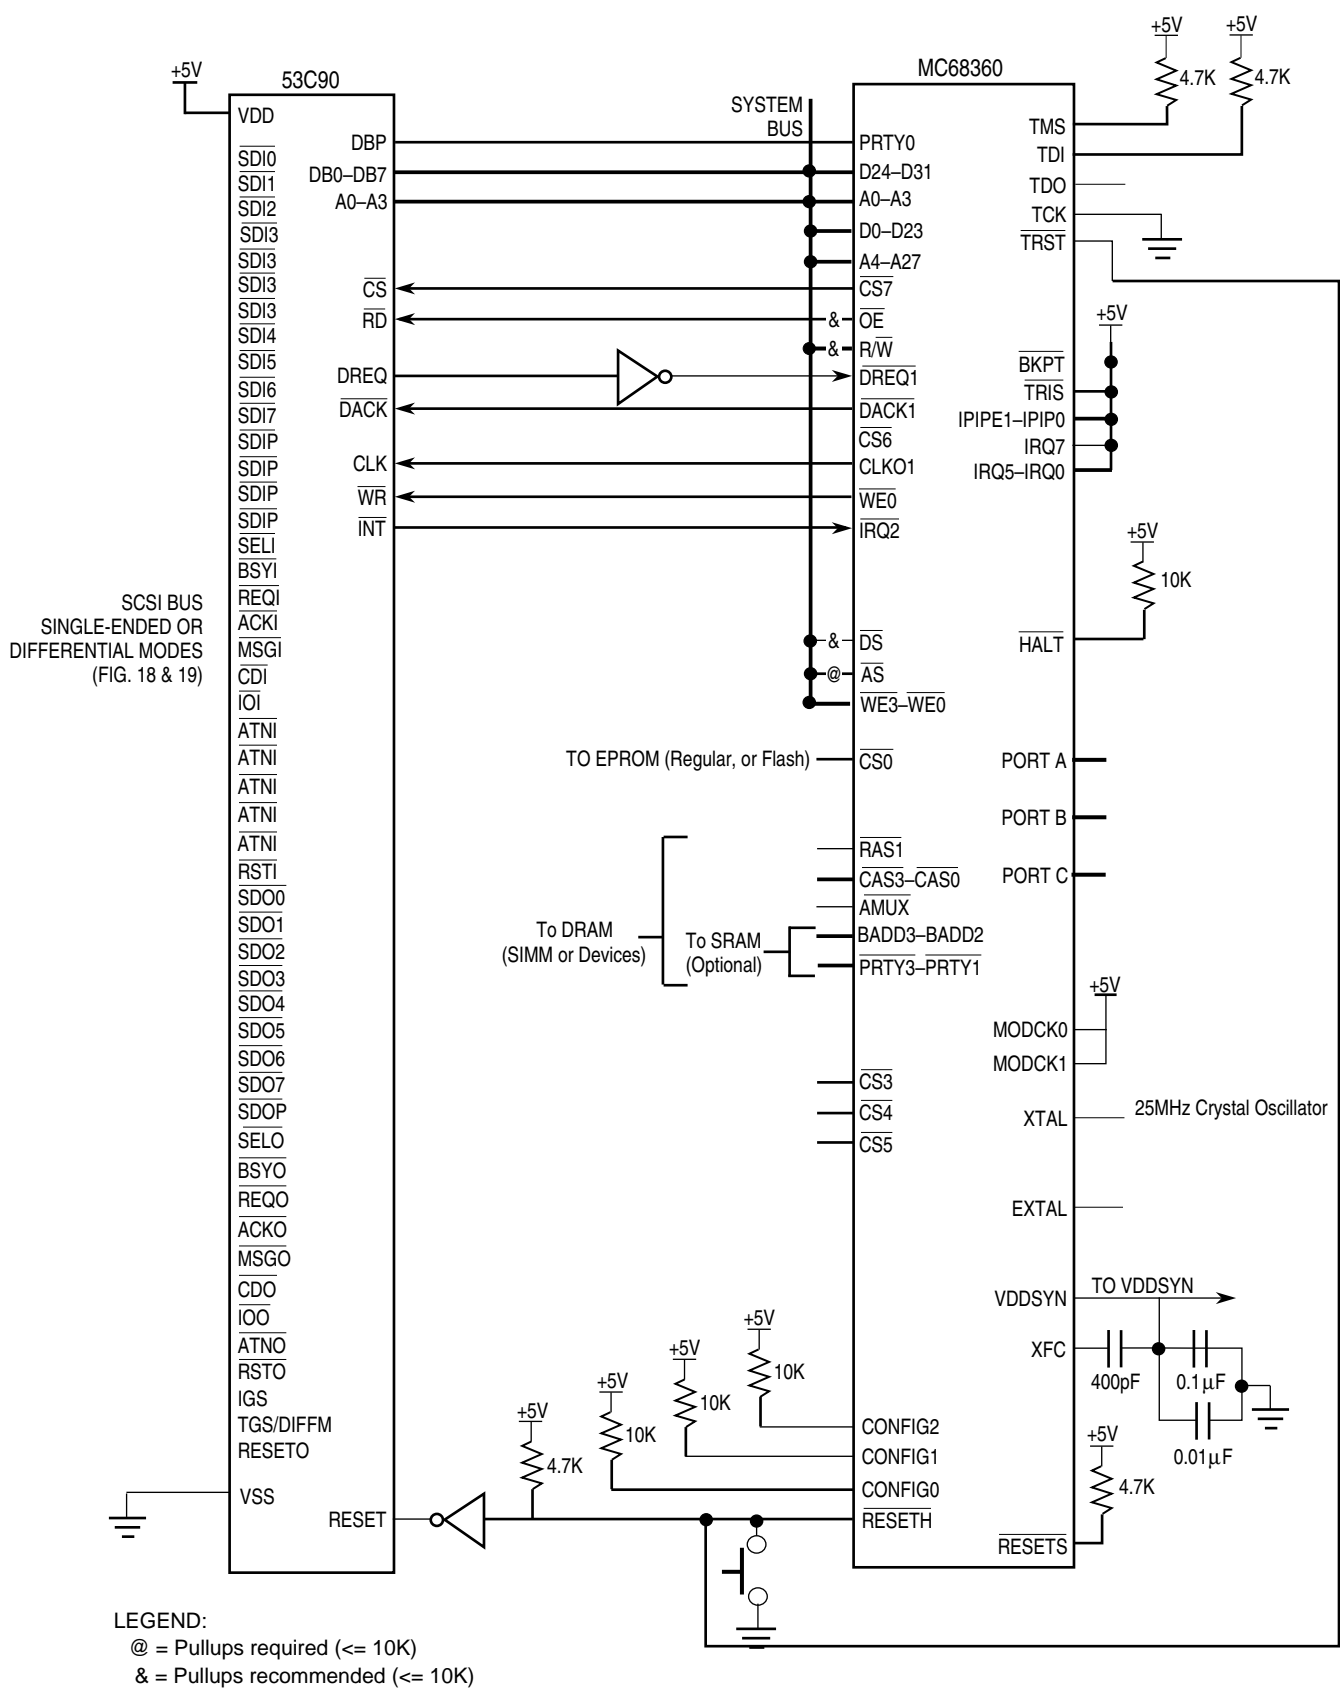 +5V
53C90
VDD
SDI0
SDI1
SDI2
SDI3
SDI3
SDI3
SDI3
SDI4
SDI5
SDI6
SDI7
SDIP
SDIP
SDIP
SDIP
SELI
BSYI
REQI
ACKI
MSGI
CDI
IOI
ATNI
ATNI
ATNI
ATNI
ATNI
RSTI
SDO0
SDO1
SDO2
SDO3
SDO4
SDO5
SDO6
SDO7
SDOP
SELO
BSYO
REQO
ACKO
MSGO
CDO
IOO
ATNO
RSTO
IGS
TGS/DIFFM
RESETO
VSS
SCSI BUS
SINGLE-ENDED OR
DIFFERENTIAL MODES
(FIG. 18 & 19)
DBP
DB0–DB7
A0–A3
CS
RD
DREQ
DACK
CLK
WR
INT
RESET
SYSTEM
BUS
&
&
&
@
TO EPROM (Regular, or Flash)
To DRAM
(SIMM or Devices)
To SRAM
(Optional)
MC68360
PRTY0
D24–D31
A0–A3
D0–D23
A4–A27
CS7
OE
R/W
DREQ1
DACK1
CS6
CLKO1
WE0
IRQ2
DS
AS
WE3–WE0
CS0
RAS1
CAS3–CAS0
AMUX
BADD3–BADD2
PRTY3–PRTY1
CS3
CS4
CS5
CONFIG2
CONFIG1
CONFIG0
RESETH
+5V
10K
+5V
10K
+5V
10K
+5V
4.7K
+5V
+5V
4.7K
4.7K
TMS
TDI
TDO
TCK
TRST
+5V
BKPT
TRIS
IPIPE1–IPIP0
IRQ7
IRQ5–IRQ0
+5V
10K
HALT
PORT A
PORT B
PORT C
+5V
MODCK0
MODCK1
XTAL
25MHz Crystal Oscillator
EXTAL
VDDSYN
TO VDDSYN
XFC
400pF
0.1µF
0.01µF
+5V
4.7K
RESETS
LEGEND:
@ = Pullups required (<= 10K)
& = Pullups recommended (<= 10K)